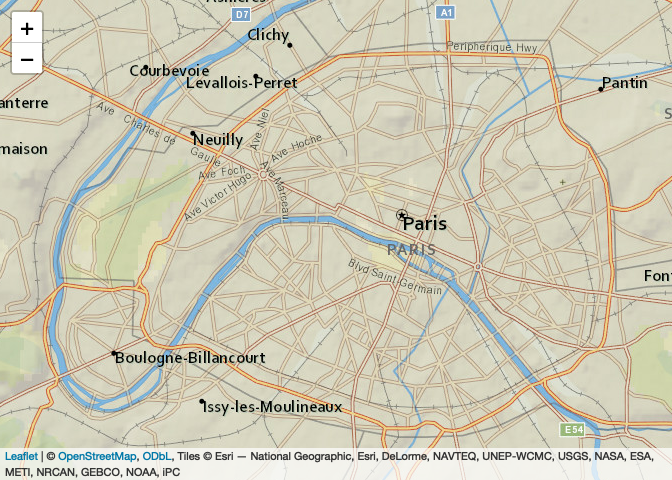 Asnières
D7
A1
+
Clichy
Peripherique Hwy
−
Courbevoie
Levallois-Perret
Pantin
anterre
Ave Charles de Gaulle
Neuilly
Ave Niel
Ave Hoche
maison
Ave Foch
Ave Marceau
Ave Victor Hugo
Paris
PARIS
Blvd Saint-Germain
Font
Boulogne-Billancourt
Issy-les-Moulineaux
E54
Leaflet | © OpenStreetMap, ODbL, Tiles © Esri — National Geographic, Esri, DeLorme, NAVTEQ, UNEP-WCMC, USGS, NASA, ESA,
METI, NRCAN, GEBCO, NOAA, iPC